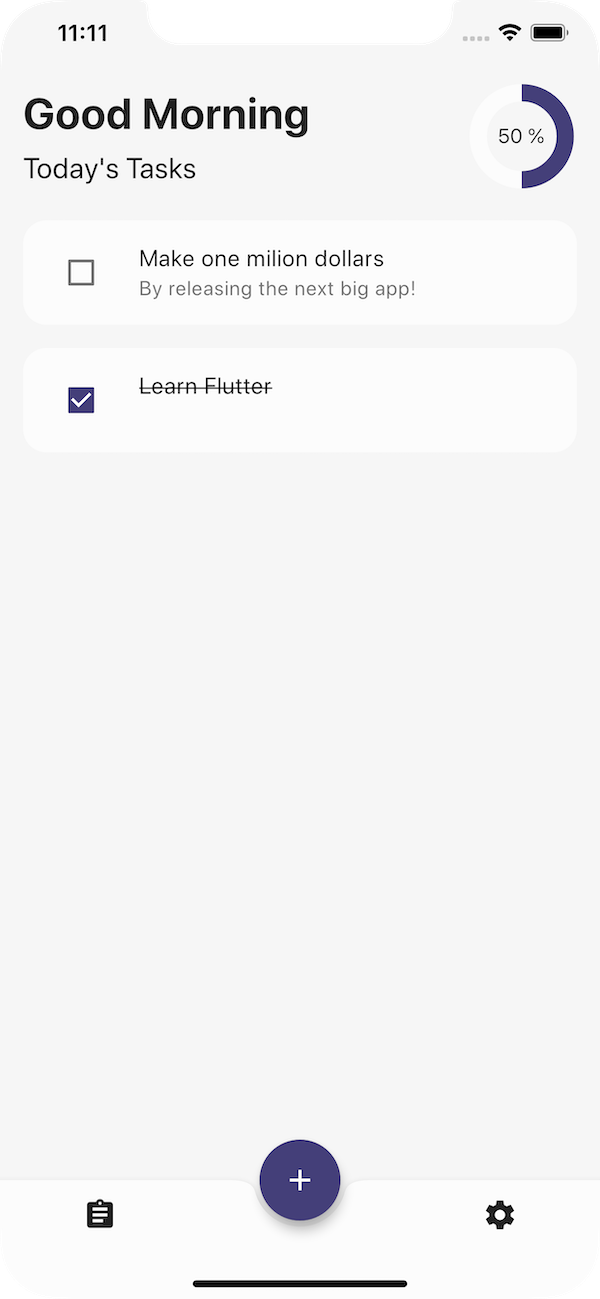 11:11
Good Morning
50 %
Today's Tasks
Make one milion dollars
By releasing the next big app!
Learn Flutter